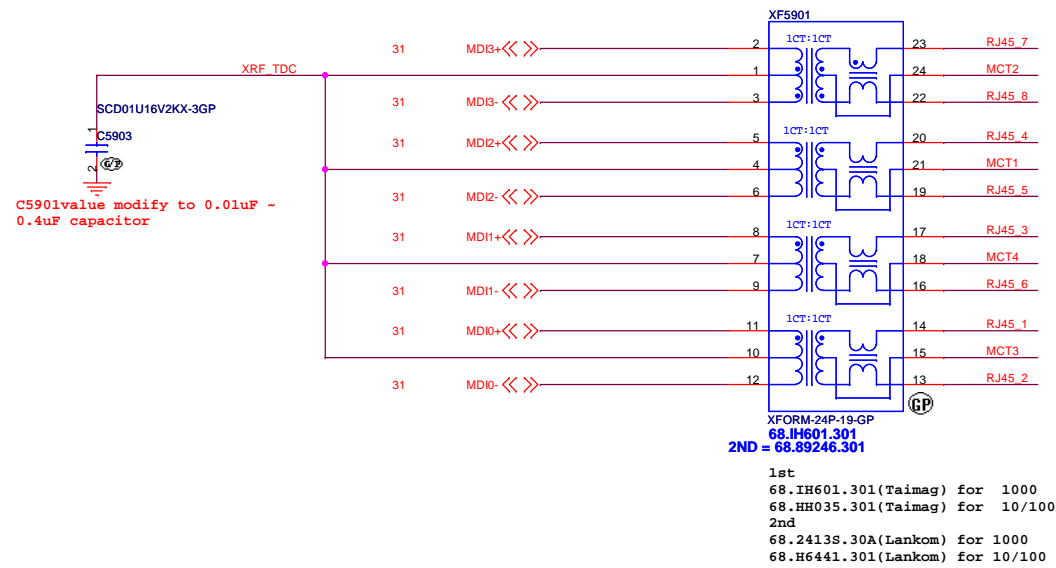 XF5901
31 MDI3+ 2 1CT:1CT 23 RJ45_7
XRF_TDC 1 24 MCT2
31 MDI3- 3 22 RJ45_8
SCD01U16V2KX-3GP
1
C5903
2 G/P
C5901value modify to 0.01uF ~
0.4uF capacitor
31 MDI2+ 5 1CT:1CT 20 RJ45_4
4 21 MCT1
31 MDI2- 6 19 RJ45_5
31 MDI1+ 8 1CT:1CT 17 RJ45_3
7 18 MCT4
31 MDI1- 9 16 RJ45_6
31 MDI0+ 11 1CT:1CT 14 RJ45_1
10 15 MCT3
31 MDI0- 12 13 RJ45_2
GP
XFORM-24P-19-GP
68.IH601.301
2ND = 68.89246.301
1st
68.IH601.301(Taimag) for 1000
68.HH035.301(Taimag) for 10/100
2nd
68.2413S.30A(Lankom) for 1000
68.H6441.301(Lankom) for 10/100